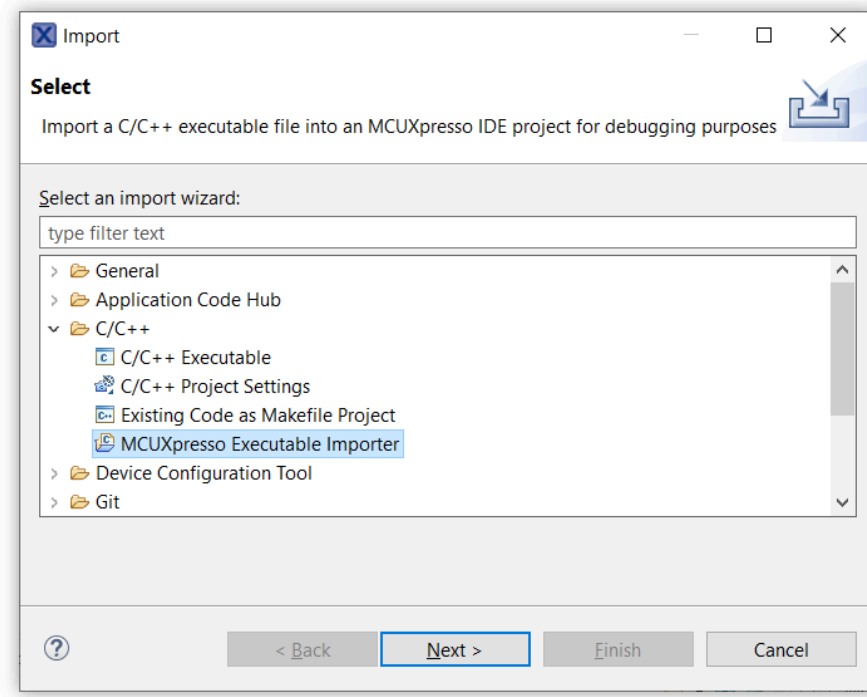 Import
Select
Import a C/C++ executable file into an MCUXpresso IDE project for debugging purposes
Select an import wizard:
type filter text
General
Application Code Hub
C/C++
C/C++ Executable
C/C++ Project Settings
Existing Code as Makefile Project
MCUXpresso Executable Importer
Device Configuration Tool
Git
< Back Next > Finish Cancel